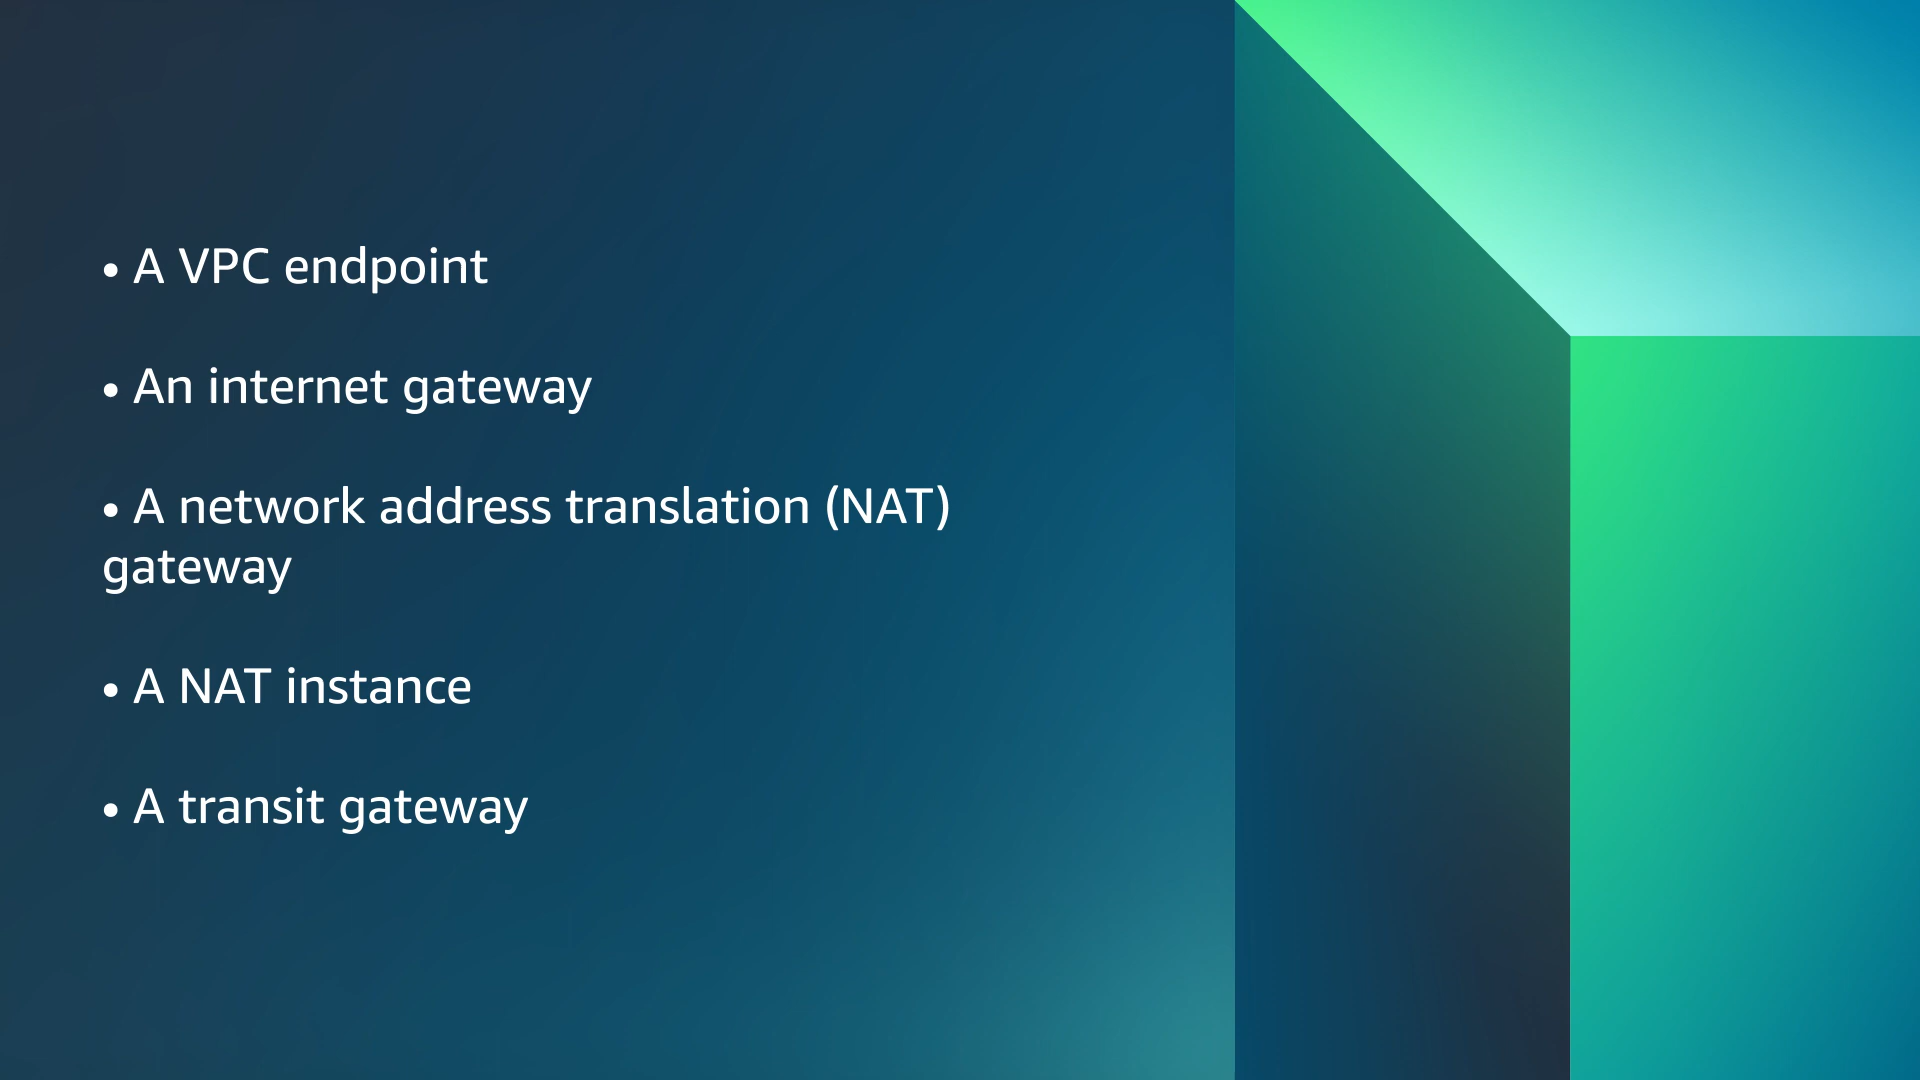 • A VPC endpoint
• An internet gateway
• A network address translation (NAT)
gateway
• A NAT instance
• A transit gateway